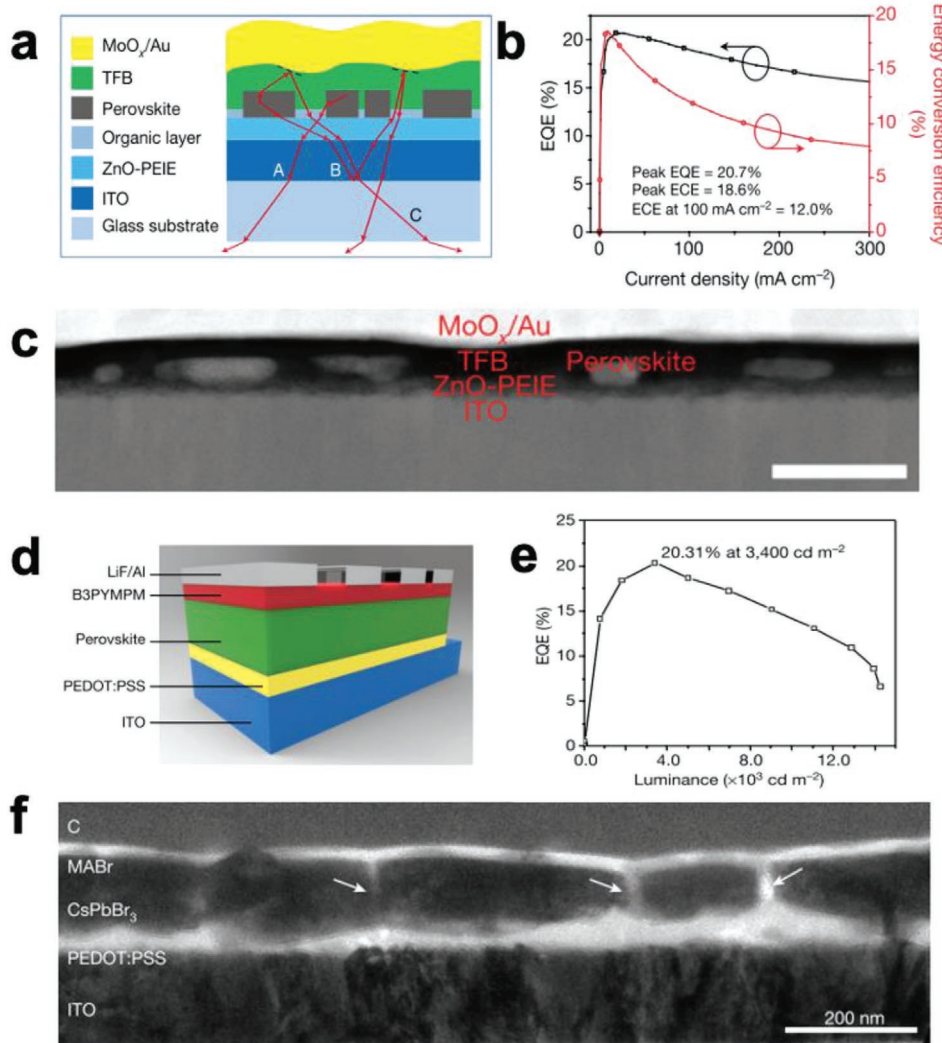 a
MoOₓ/Au
TFB
Perovskite
Organic layer
ZnO-PEIE
ITO
Glass substrate
A
B
C
b
EQE (%)
20
15
10
5
0
Peak EQE = 20.7%
Peak ECE = 18.6%
ECE at 100 mA cm⁻² = 12.0%
0
100
200
300
Current density (mA cm⁻²)
20
15
10
5
0
Energy conversion efficiency
(%)
c
MoOₓ/Au
TFB
Perovskite
ZnO-PEIE
ITO
d
LiF/Al
B3PYMPM
Perovskite
PEDOT:PSS
ITO
e
EQE (%)
25
20
15
10
5
0
20.31% at 3,400 cd m⁻²
0.0
4.0
8.0
12.0
Luminance (×10³ cd m⁻²)
f
C
MABr
CsPbBr₃
PEDOT:PSS
ITO
200 nm